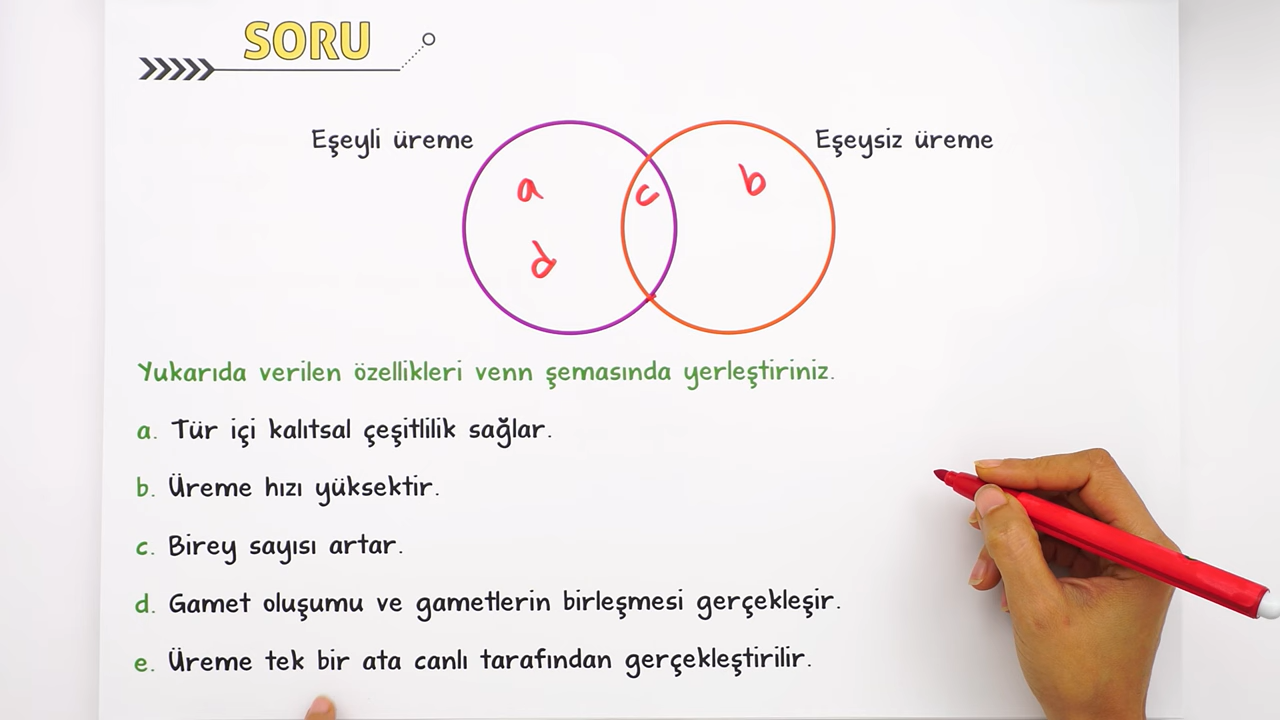 SORU
Eşeyli üreme
Eşeysiz üreme
a
c
b
d
Yukarıda verilen özellikleri venn şemasında yerleştiriniz.
a. Tür içi kalıtsal çeşitlilik sağlar.
b. Üreme hızı yüksektir.
c. Birey sayısı artar.
d. Gamet oluşumu ve gametlerin birleşmesi gerçekleşir.
e. Üreme tek bir ata canlı tarafından gerçekleştirilir.